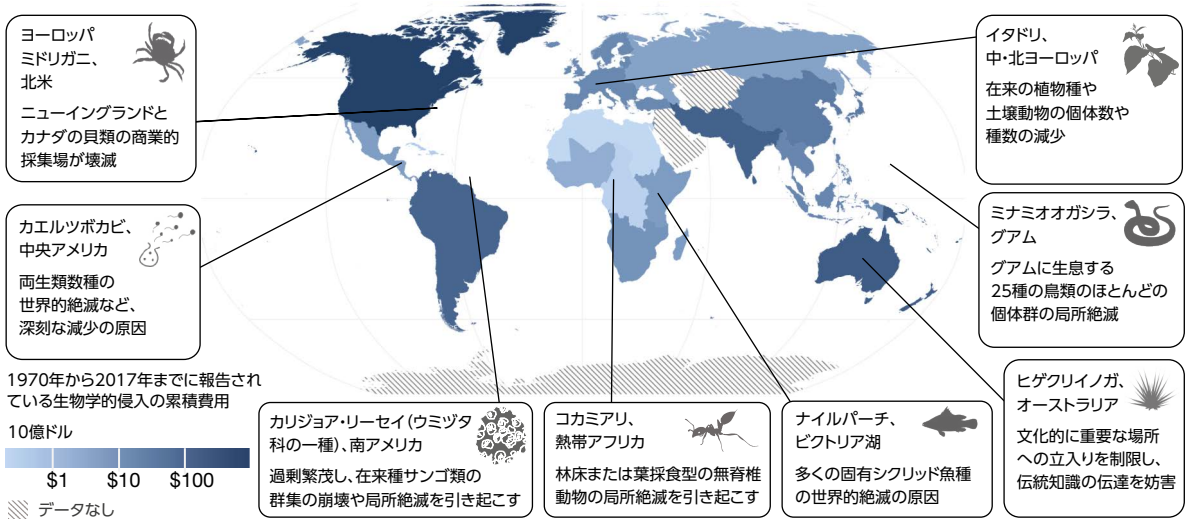 ヨーロッパ
ミドリガニ、
北米
ニューイングランドと
カナダの貝類の商業的
採集場が壊滅
イタドリ、
中・北ヨーロッパ
在来の植物種や
土壌動物の個体数や
種数の減少
カエルツボカビ、
中央アメリカ
両生類数種の
世界的絶滅など、
深刻な減少の原因
ミナミオオガシラ、
グアム
グアムに生息する
25種の鳥類のほとんどの
個体群の局所絶滅
1970年から2017年までに報告され
ている生物学的侵入の累積費用
10億ドル
$1 $10 $100
データなし
カリジョア・リーセイ(ウミヅタ
科の一種)、南アメリカ
過剰繁茂し、在来種サンゴ類の
群集の崩壊や局所絶滅を引き起こす
コカミアリ、
熱帯アフリカ
林床または葉採食型の無脊椎
動物の局所絶滅を引き起こす
ナイルパーチ、
ビクトリア湖
多くの固有シクリッド魚種
の世界的絶滅の原因
ヒゲクリイノガ、
オーストラリア
文化的に重要な場所
への立入りを制限し、
伝統知識の伝達を妨害